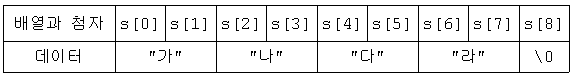 배열과 첨자 s[0] s[1] s[2] s[3] s[4] s[5] s[6] s[7] s[8]
데이터 "가" "나" "다" "라" \0